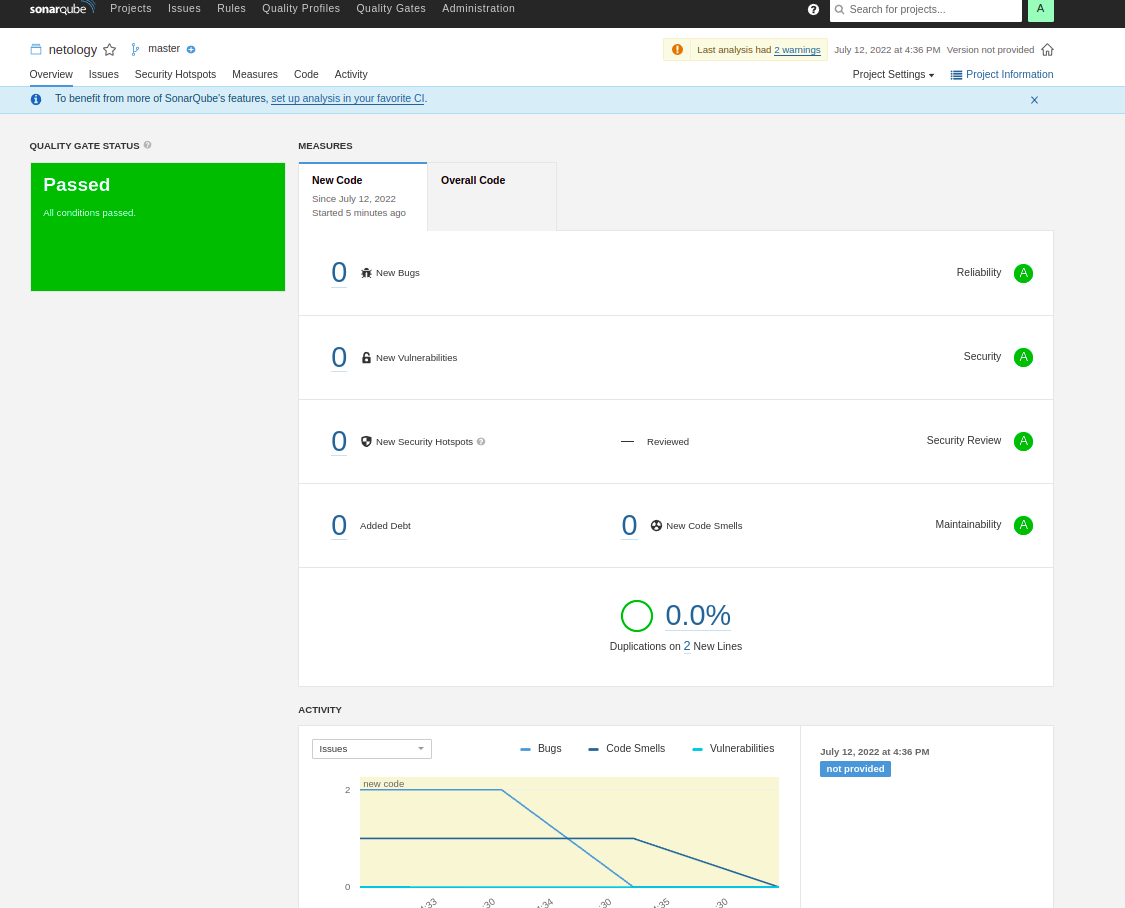 sonarqube Projects Issues Rules Quality Profiles Quality Gates Administration ? Search for projects... A
netology master Last analysis had 2 warnings July 12, 2022 at 4:36 PM Version not provided
Overview Issues Security Hotspots Measures Code Activity Project Settings Project Information
To benefit from more of SonarQube's features, set up analysis in your favorite CI. ×
QUALITY GATE STATUS ? MEASURES
Passed
All conditions passed.
New Code Overall Code
Since July 12, 2022
Started 5 minutes ago
0 New Bugs Reliability A
0 New Vulnerabilities Security A
0 New Security Hotspots ? — Reviewed Security Review A
0 Added Debt 0 New Code Smells Maintainability A
0.0%
Duplications on 2 New Lines
ACTIVITY
Issues Bugs Code Smells Vulnerabilities
July 12, 2022 at 4:36 PM
not provided
new code
2
0
:33 :30 :34 :30 :35 :30